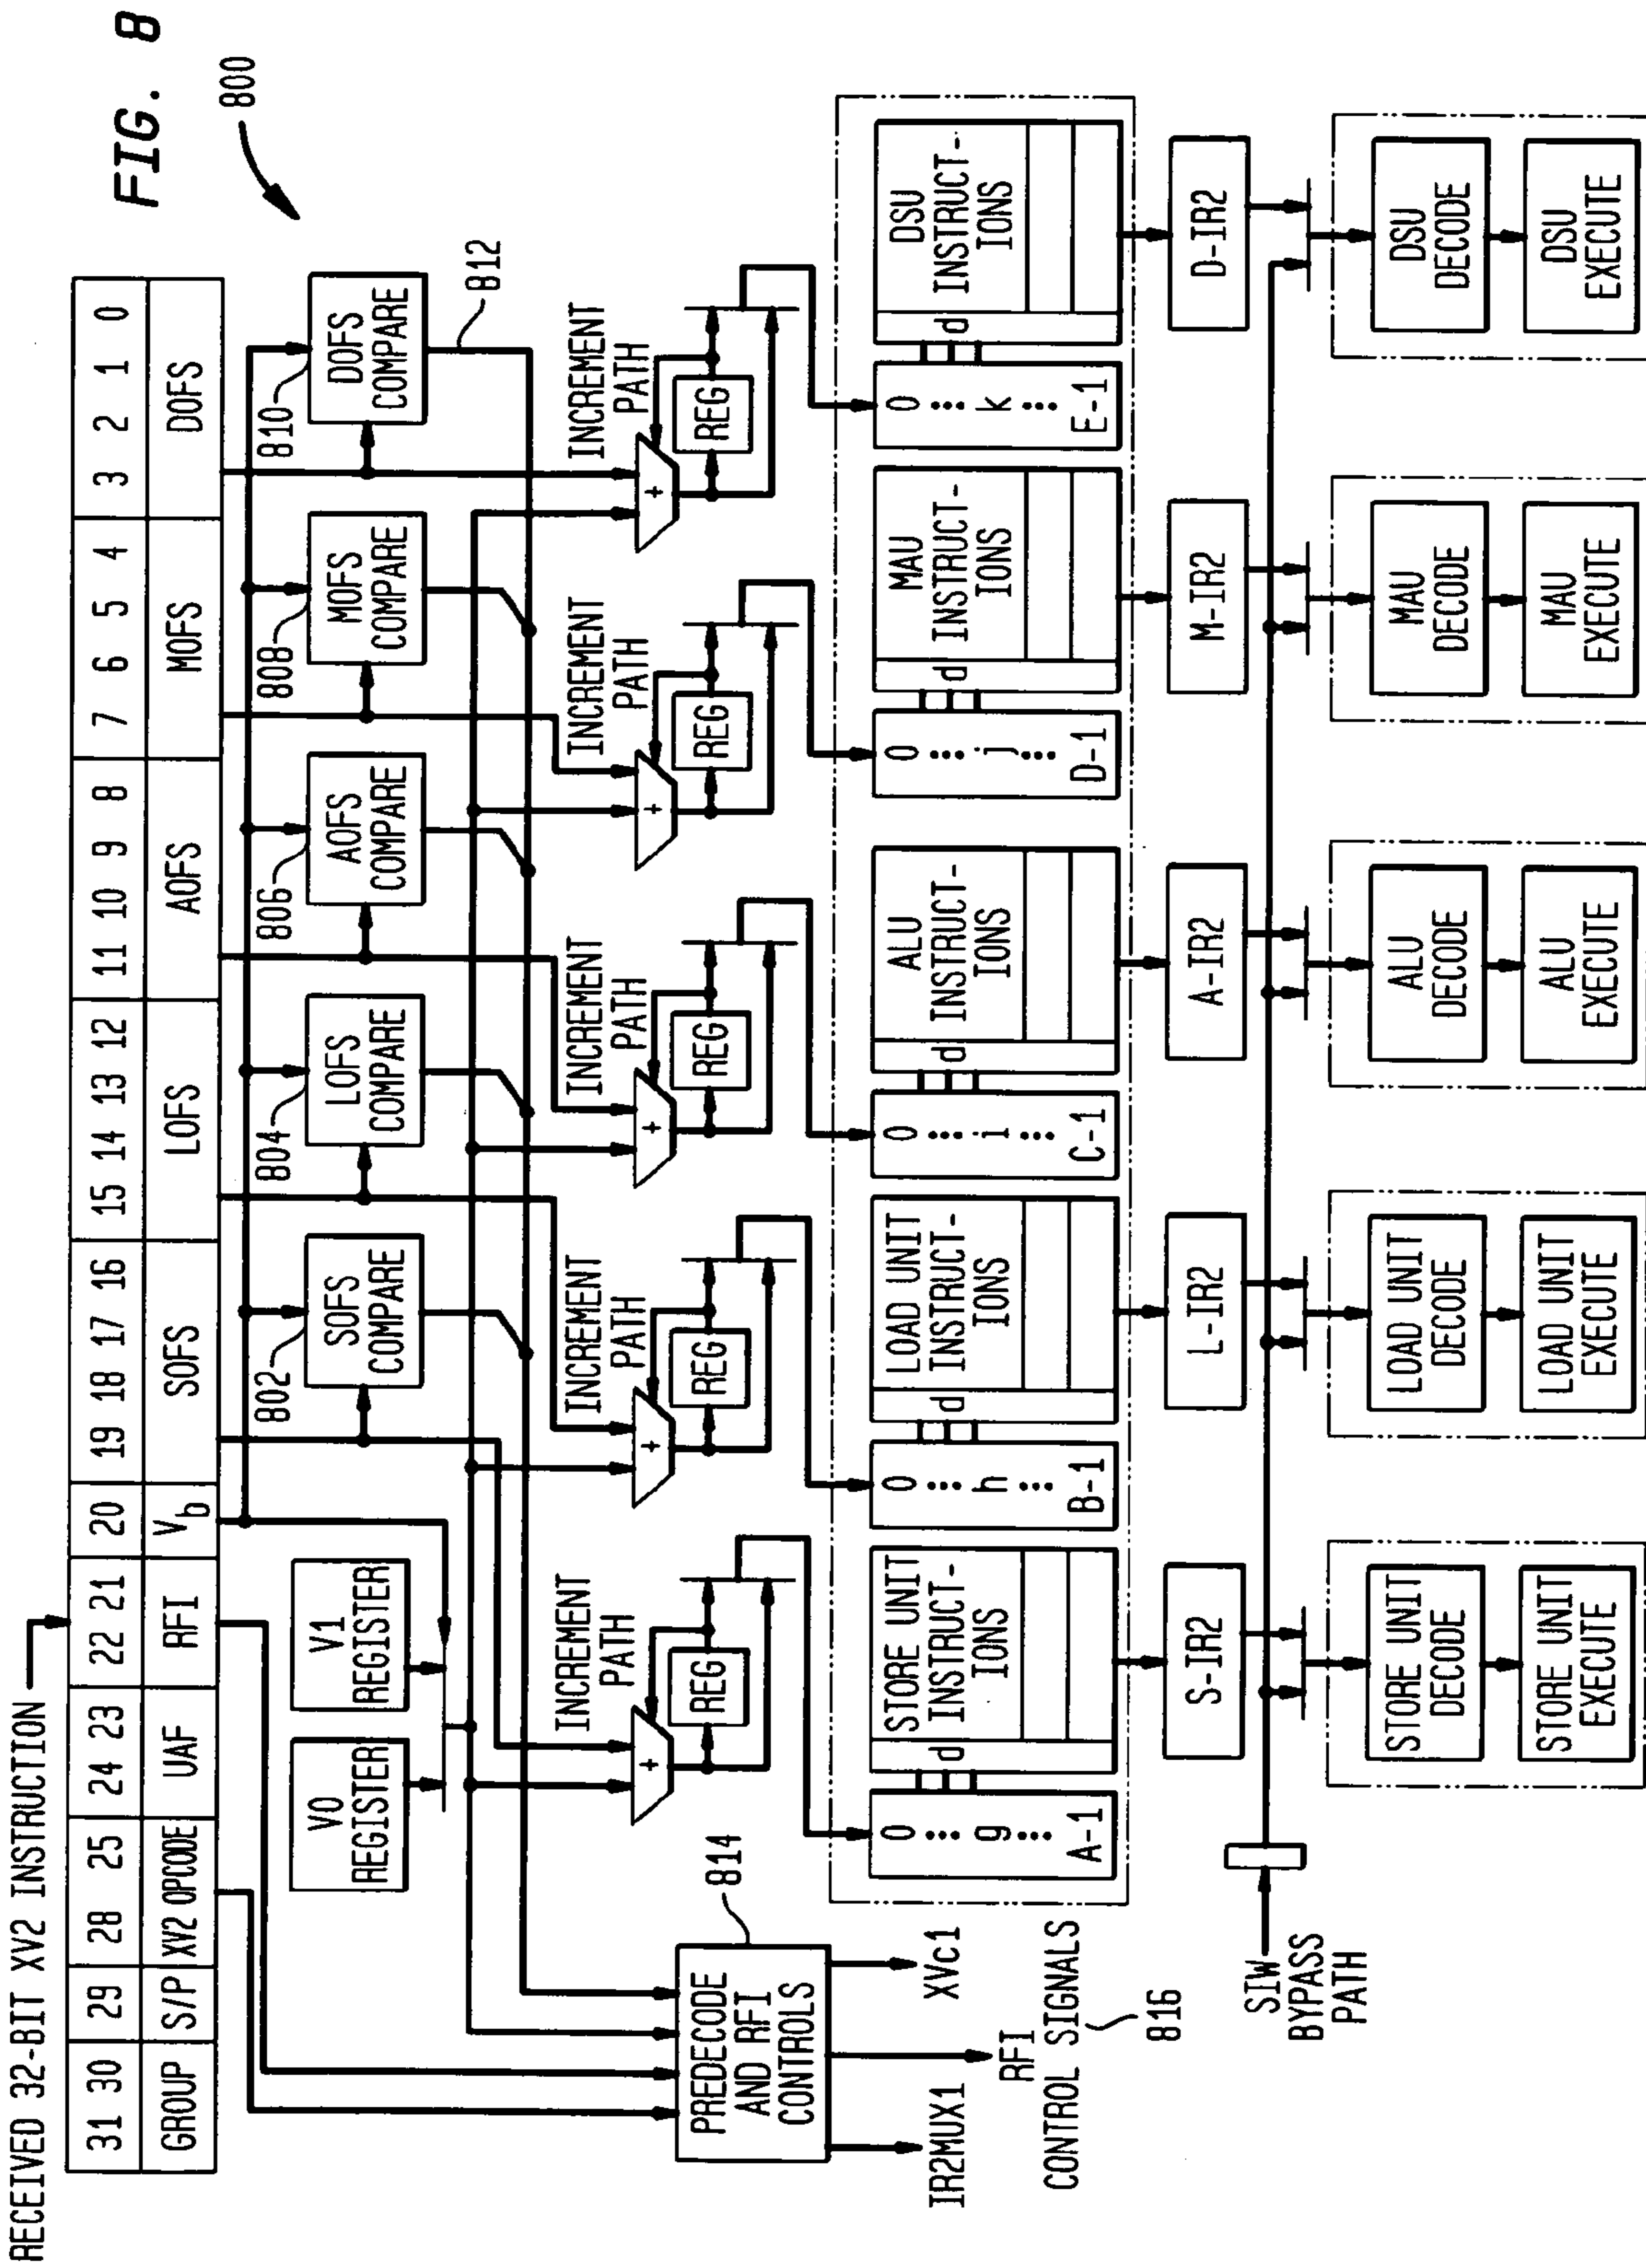 FIG. 8
800
RECEIVED 32-BIT XV2 INSTRUCTION
31 30 29 28 25 24 23 22 21 20 19 18 17 16 15 14 13 12 11 10 9 8 7 6 5 4 3 2 1 0
GROUP S/P XV2 OPCODE UAF RFI Vb SOFS LOFS AOFS MOFS DOFS
V0
REGISTER
V1
REGISTER
802
SOFS
COMPARE
804
LOFS
COMPARE
806
AOFS
COMPARE
808
MOFS
COMPARE
810
DOFS
COMPARE
812
INCREMENT
PATH
+
REG
INCREMENT
PATH
+
REG
INCREMENT
PATH
+
REG
INCREMENT
PATH
+
REG
INCREMENT
PATH
+
REG
814
PREDECODE
AND RFI
CONTROLS
IR2MUX1
RFI
CONTROL SIGNALS
816
XVc1
0
g
A-1
d
STORE UNIT
INSTRUCT-
IONS
0
h
B-1
d
LOAD UNIT
INSTRUCT-
IONS
0
i
C-1
d
ALU
INSTRUCT-
IONS
0
j
D-1
d
MAU
INSTRUCT-
IONS
0
k
E-1
d
DSU
INSTRUCT-
IONS
S-IR2
L-IR2
A-IR2
M-IR2
D-IR2
SIW
BYPASS
PATH
STORE UNIT
DECODE
STORE UNIT
EXECUTE
LOAD UNIT
DECODE
LOAD UNIT
EXECUTE
ALU
DECODE
ALU
EXECUTE
MAU
DECODE
MAU
EXECUTE
DSU
DECODE
DSU
EXECUTE